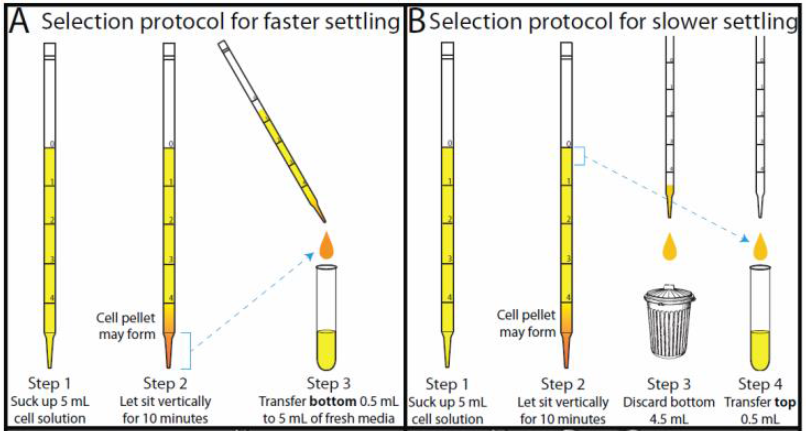 A Selection protocol for faster settling
0
1
2
3
4
0
1
2
3
4
Cell pellet
may form
Step 1
Suck up 5 mL
cell solution
Step 2
Let sit vertically
for 10 minutes
Step 3
Transfer bottom 0.5 mL
to 5 mL of fresh media
B Selection protocol for slower settling
0
1
2
3
4
0
1
2
3
4
Cell pellet
may form
Step 1
Suck up 5 mL
cell solution
Step 2
Let sit vertically
for 10 minutes
Step 3
Discard bottom
4.5 mL
Step 4
Transfer top
0.5 mL